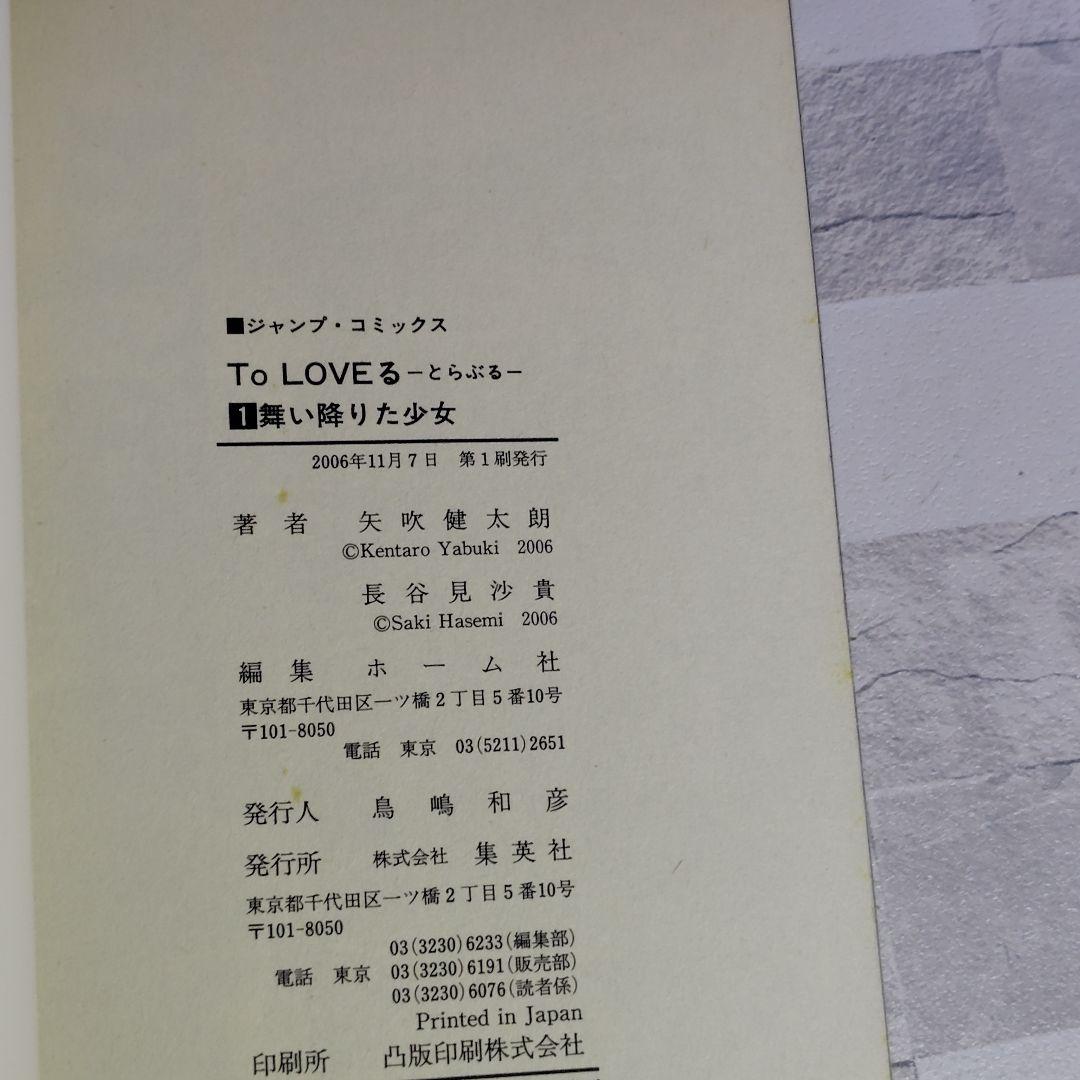 ■ジャンプ・コミックス
To LOVEる―とらぶる―
1舞い降りた少女
2006年11月7日 第1刷発行
著者 矢吹健太朗
©Kentaro Yabuki 2006
長谷見沙貴
©Saki Hasemi 2006
編集 ホーム社
東京都千代田区一ツ橋2丁目5番10号
〒101-8050
電話 東京 03(5211)2651
発行人 鳥嶋和彦
発行所 株式会社 集英社
東京都千代田区一ツ橋2丁目5番10号
〒101-8050
03(3230)6233(編集部)
電話 東京 03(3230)6191(販売部)
03(3230)6076(読者係)
Printed in Japan
印刷所 凸版印刷株式会社